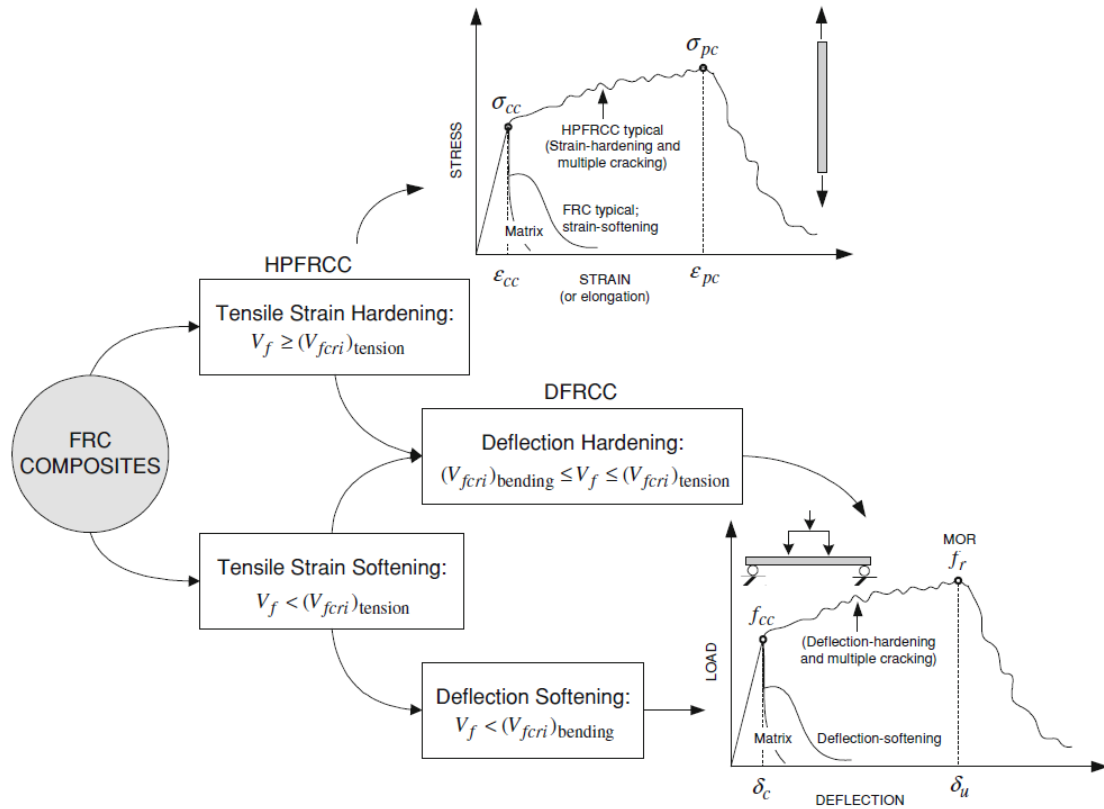 σpc
σcc
HPFRCC typical
(Strain-hardening and
multiple cracking)
STRESS
FRC typical;
strain-softening
Matrix
εcc
STRAIN
(or elongation)
εpc
HPFRCC
Tensile Strain Hardening:
Vf ≥ (Vfcri)tension
FRC
COMPOSITES
DFRCC
Deflection Hardening:
(Vfcri)bending ≤ Vf ≤ (Vfcri)tension
Tensile Strain Softening:
Vf < (Vfcri)tension
Deflection Softening:
Vf < (Vfcri)bending
MOR
fr
fcc
(Deflection-hardening
and multiple cracking)
LOAD
Matrix
Deflection-softening
δc
DEFLECTION
δu